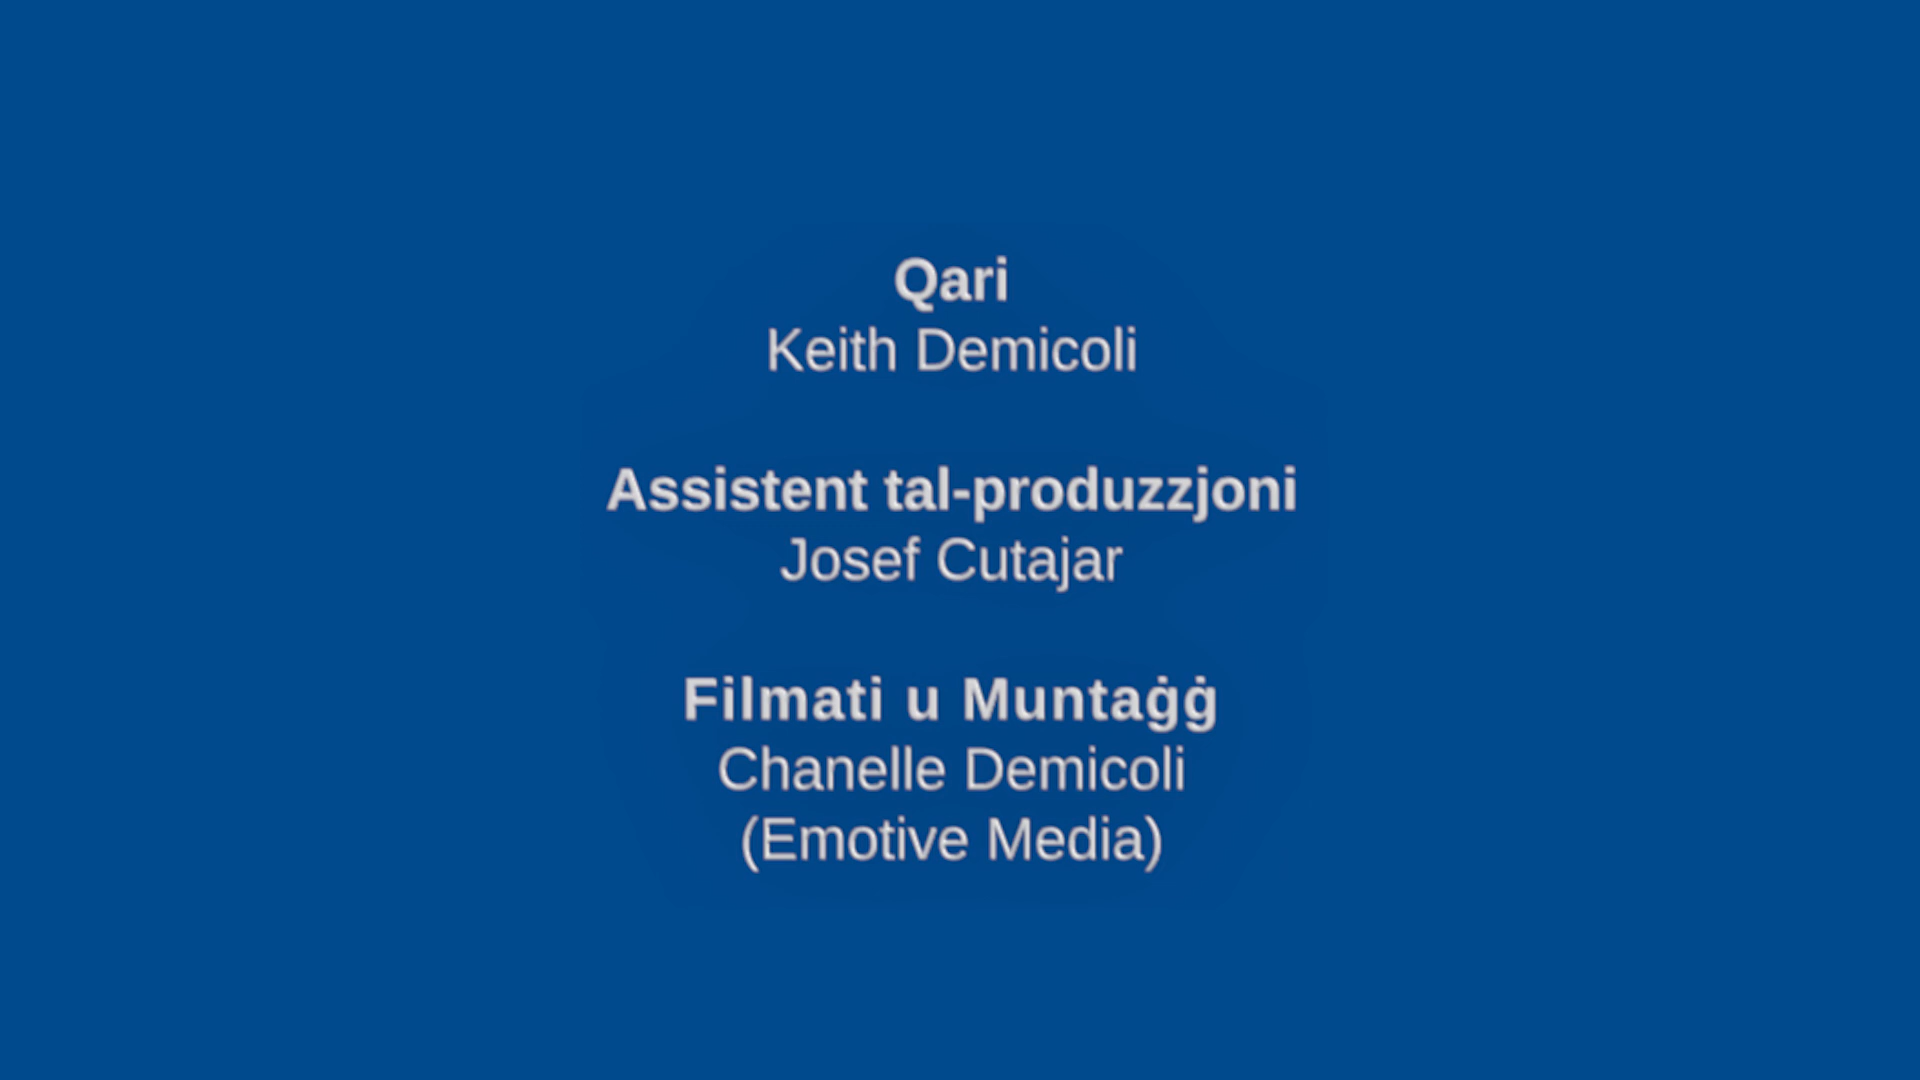 Qari
Keith Demicoli
Assistent tal-produzzjoni
Josef Cutajar
Filmati u Muntaġġ
Chanelle Demicoli
(Emotive Media)